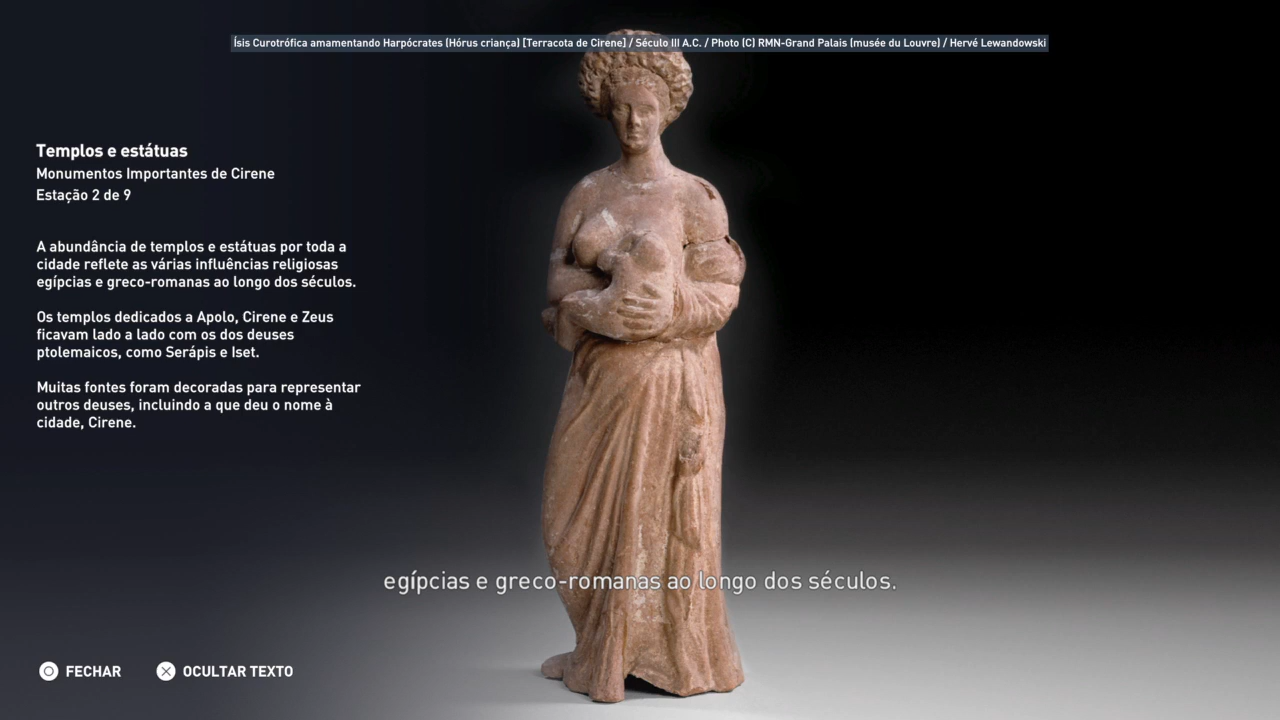 Ísis Curotrófica amamentando Harpócrates (Hórus criança) [Terracota de Cirene] / Século III A.C. / Photo (C) RMN-Grand Palais (musée du Louvre) / Hervé Lewandowski
Templos e estátuas
Monumentos Importantes de Cirene
Estação 2 de 9
A abundância de templos e estátuas por toda a
cidade reflete as várias influências religiosas
egípcias e greco-romanas ao longo dos séculos.
Os templos dedicados a Apolo, Cirene e Zeus
ficavam lado a lado com os dos deuses
ptolemaicos, como Serápis e Iset.
Muitas fontes foram decoradas para representar
outros deuses, incluindo a que deu o nome à
cidade, Cirene.
egípcias e greco-romanas ao longo dos séculos.
FECHAR
OCULTAR TEXTO